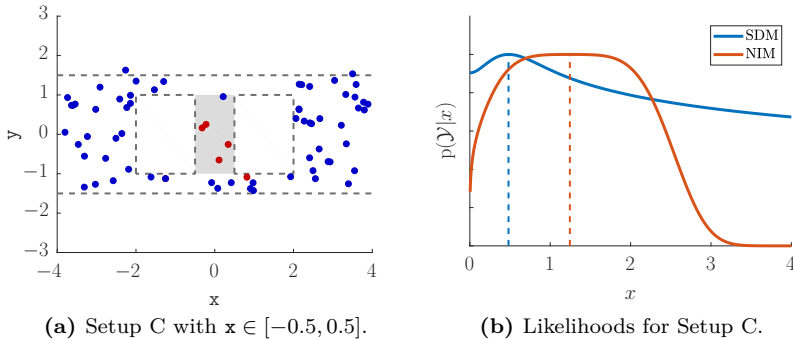 3
2
1
0
−1
−2
−3
y
−4
−2
0
2
4
x
(a) Setup C with x ∈ [−0.5, 0.5].
SDM
NIM
p(𝒴|x)
0
1
2
3
4
x
(b) Likelihoods for Setup C.